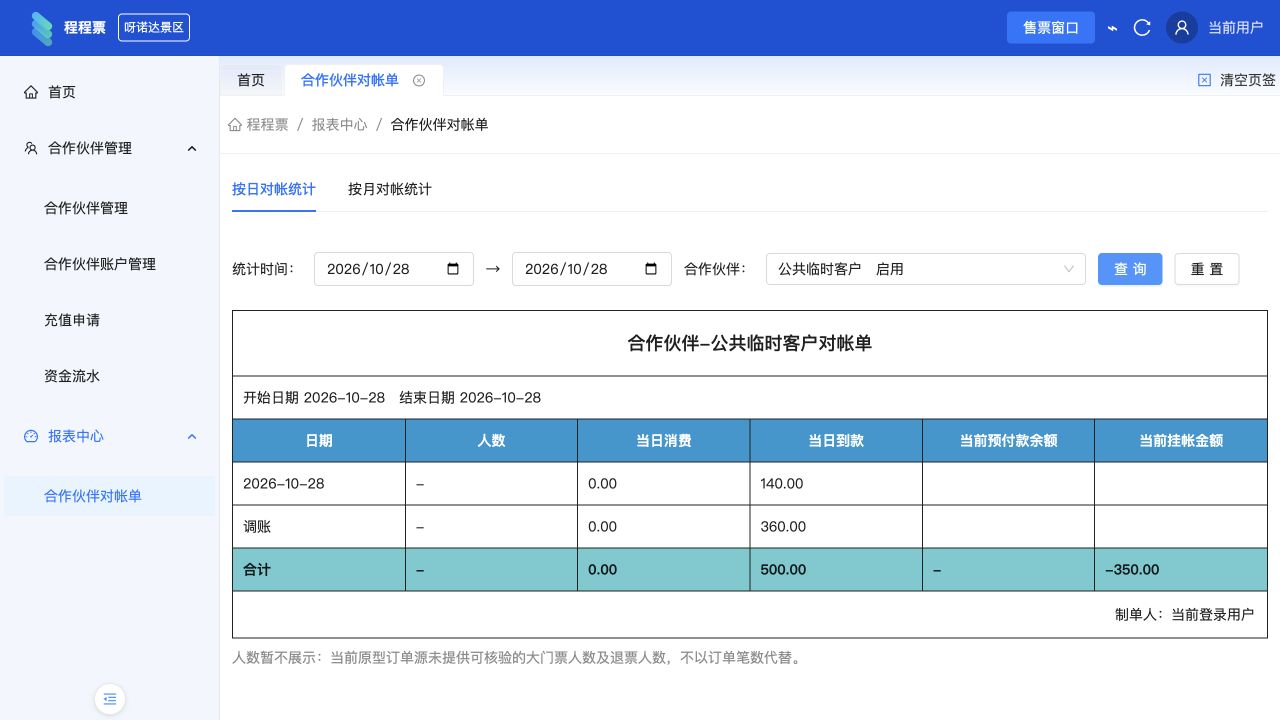 程程票 呀诺达景区 售票窗口 当前用户
首页 合作伙伴对帐单 清空页签
首页
合作伙伴管理
合作伙伴管理
合作伙伴账户管理
充值申请
资金流水
报表中心
合作伙伴对帐单
程程票 / 报表中心 / 合作伙伴对帐单
按日对帐统计 按月对帐统计
统计时间： 2026/10/28 → 2026/10/28 合作伙伴： 公共临时客户 启用 查 询 重 置
合作伙伴-公共临时客户对帐单
开始日期 2026-10-28 结束日期 2026-10-28
日期 人数 当日消费 当日到款 当前预付款余额 当前挂帐金额
2026-10-28 - 0.00 140.00
调账 - 0.00 360.00
合计 - 0.00 500.00 - -350.00
制单人：当前登录用户
人数暂不展示：当前原型订单源未提供可核验的大门票人数及退票人数，不以订单笔数代替。